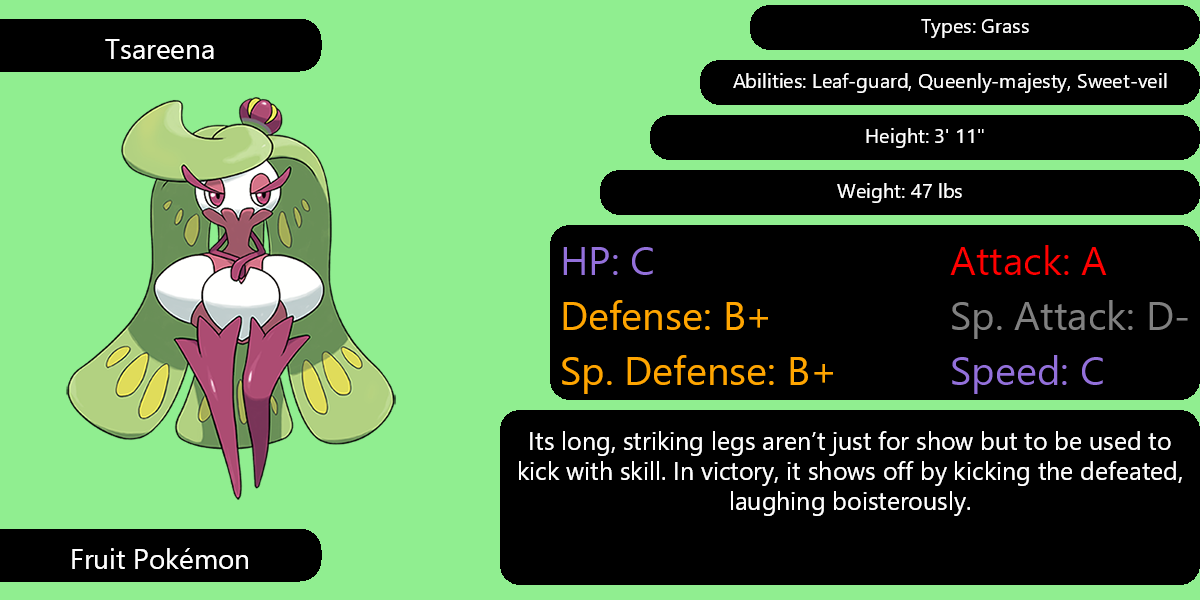 Tsareena
Types: Grass
Abilities: Leaf-guard, Queenly-majesty, Sweet-veil
Height: 3' 11"
Weight: 47 lbs
HP: C
Attack: A
Defense: B+
Sp. Attack: D-
Sp. Defense: B+
Speed: C
Its long, striking legs aren’t just for show but to be used to
kick with skill. In victory, it shows off by kicking the defeated,
laughing boisterously.
Fruit Pokémon